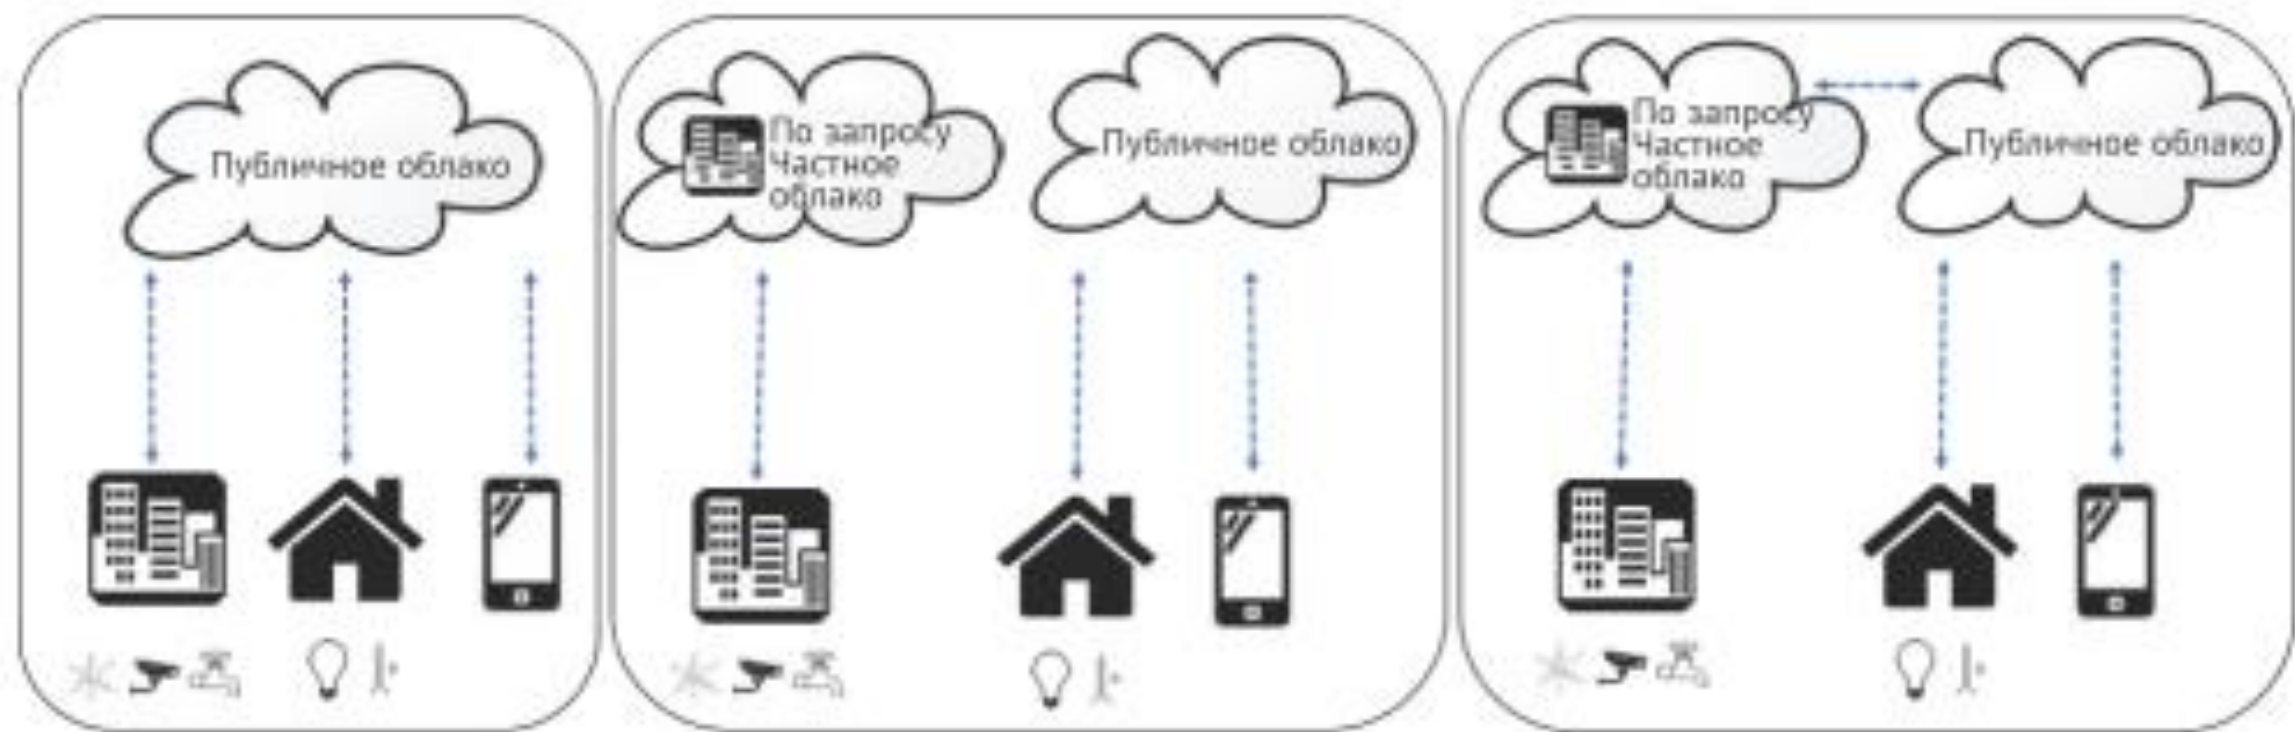 Публичное облако
По запросу
Частное
облако
Публичное облако
По запросу
Частное
облако
Публичное облако